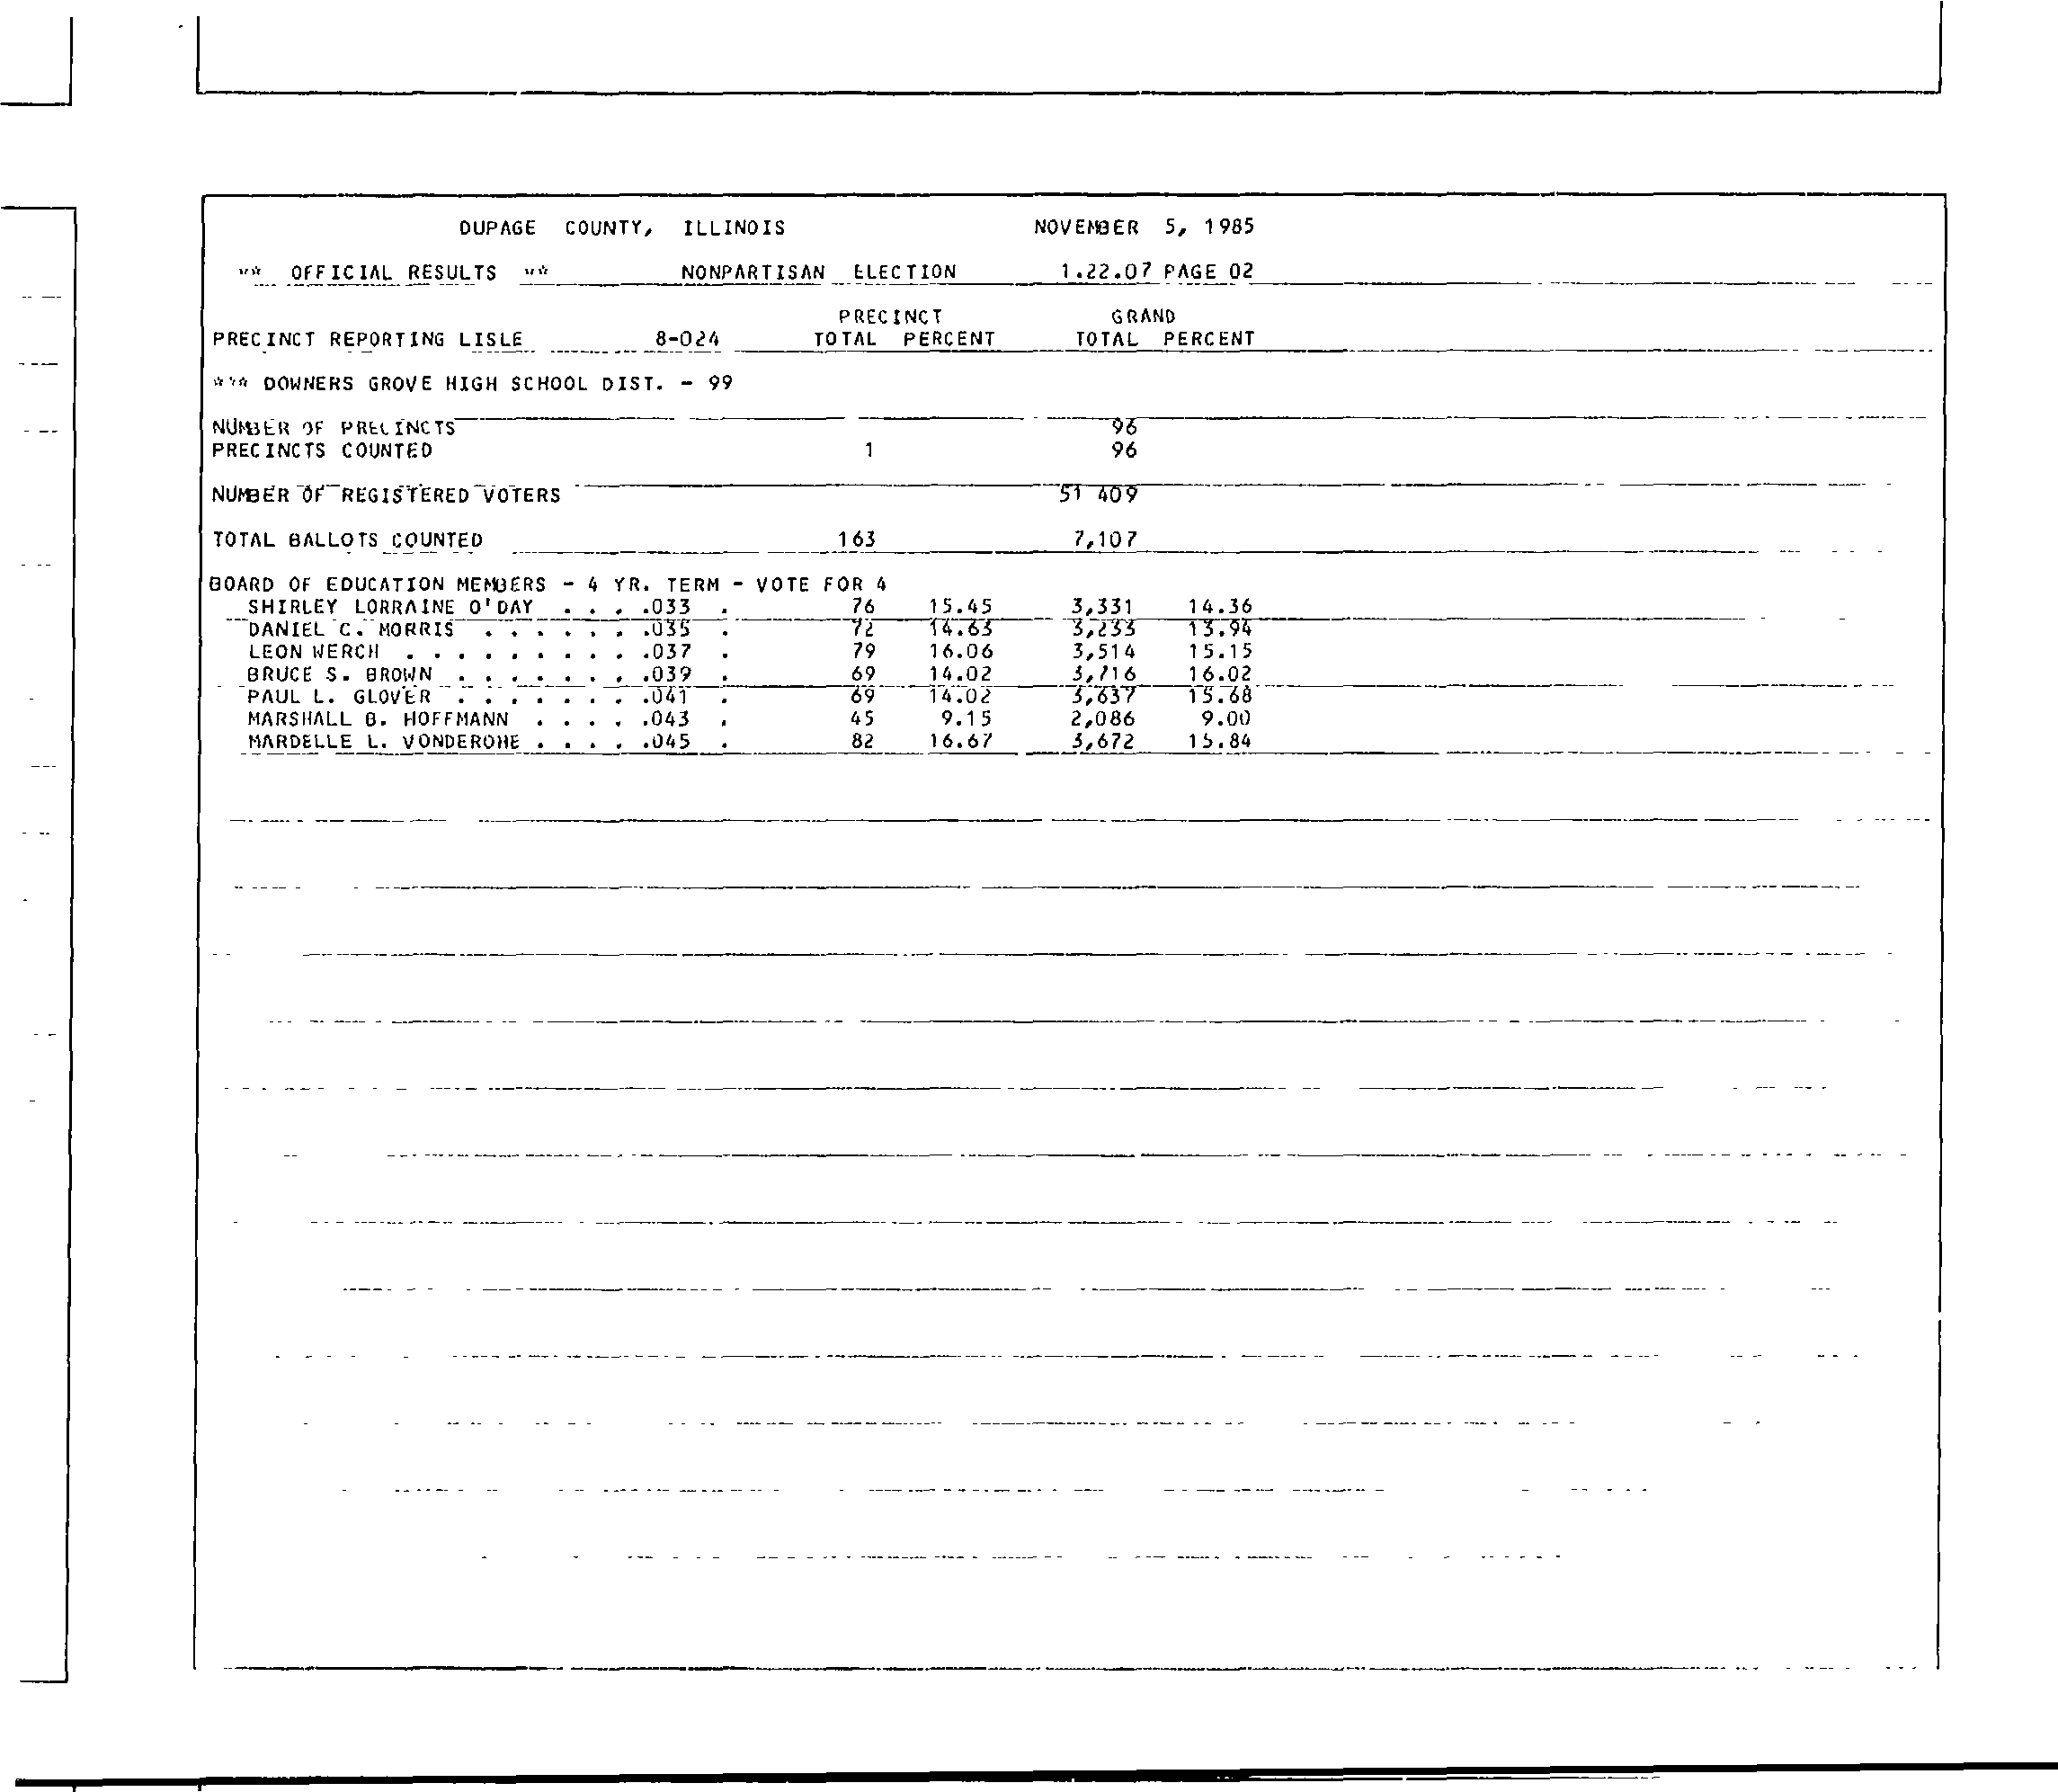 DUPAGE COUNTY, ILLINOIS NOVEMBER 5, 1985
** OFFICIAL RESULTS ** NONPARTISAN ELECTION 1.22.07 PAGE 02
PRECINCT GRAND
PRECINCT REPORTING LISLE 8-024 TOTAL PERCENT TOTAL PERCENT
*** DOWNERS GROVE HIGH SCHOOL DIST. - 99
NUMBER OF PRECINCTS 96
PRECINCTS COUNTED 1 96
NUMBER OF REGISTERED VOTERS 51 409
TOTAL BALLOTS COUNTED 163 7,107
BOARD OF EDUCATION MEMBERS - 4 YR. TERM - VOTE FOR 4
SHIRLEY LORRAINE O'DAY . . . .033 . 76 15.45 3,331 14.36
DANIEL C. MORRIS . . . . . . .035 . 72 14.63 3,233 13.94
LEON WERCH . . . . . . . . . .037 . 79 16.06 3,514 15.15
BRUCE S. BROWN . . . . . . . .039 . 69 14.02 3,716 16.02
PAUL L. GLOVER . . . . . . . .041 . 69 14.02 3,637 15.68
MARSHALL B. HOFFMANN . . . . .043 . 45 9.15 2,086 9.00
MARDELLE L. VONDEROHE . . . . .045 . 82 16.67 3,672 15.84